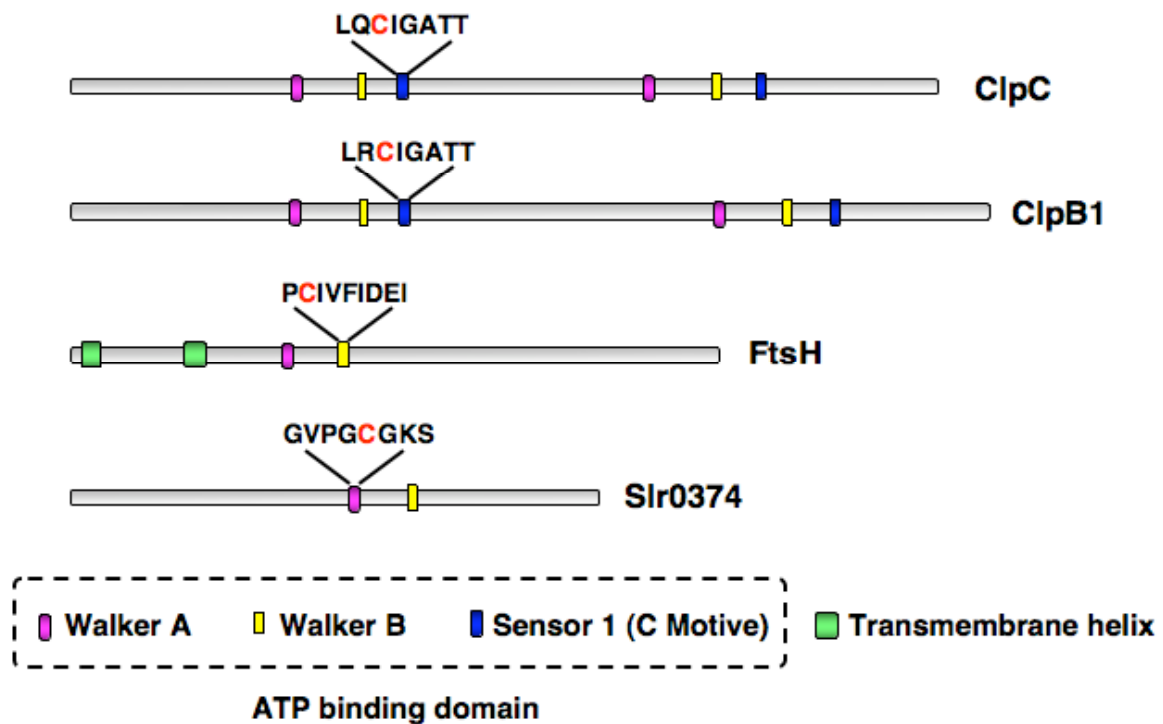 LQCIGATT
ClpC
LRCIGATT
ClpB1
PCIVFIDEI
FtsH
GVPGCGKS
Slr0374
Walker A Walker B Sensor 1 (C Motive) Transmembrane helix
ATP binding domain